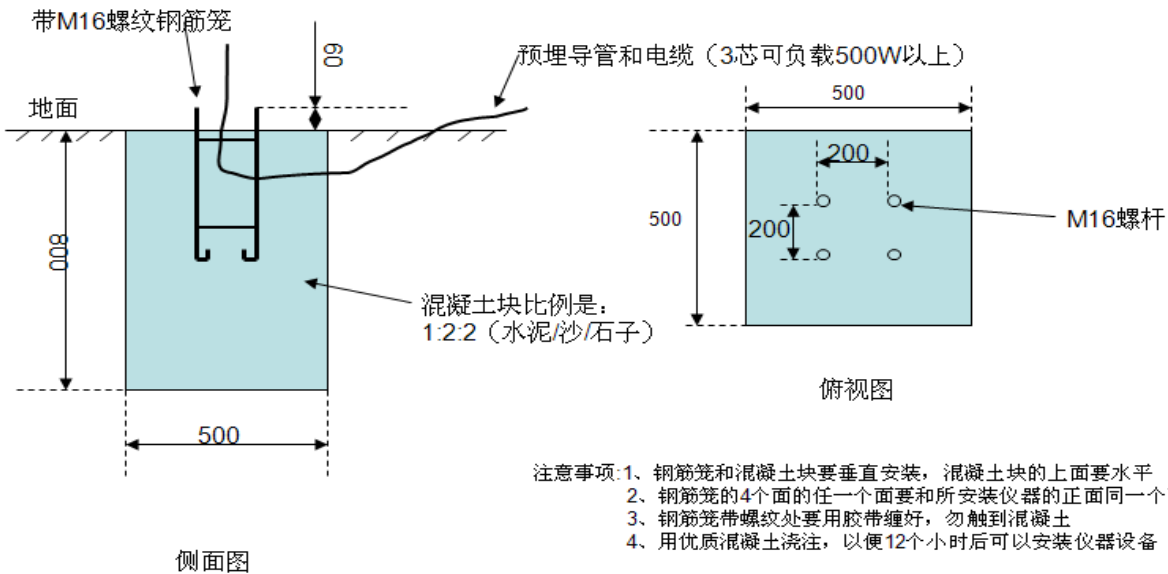 带M16螺纹钢筋笼
60
预埋导管和电缆（3芯可负载500W以上）
地面
500
200
500
200
M16螺杆
800
混凝土块比例是：
1:2:2（水泥/沙/石子）
俯视图
500
注意事项:1、钢筋笼和混凝土块要垂直安装，混凝土块的上面要水平
2、钢筋笼的4个面的任一个面要和所安装仪器的正面同一个
3、钢筋笼带螺纹处要用胶带缠好，勿触到混凝土
4、用优质混凝土浇注，以便12个小时后可以安装仪器设备
侧面图